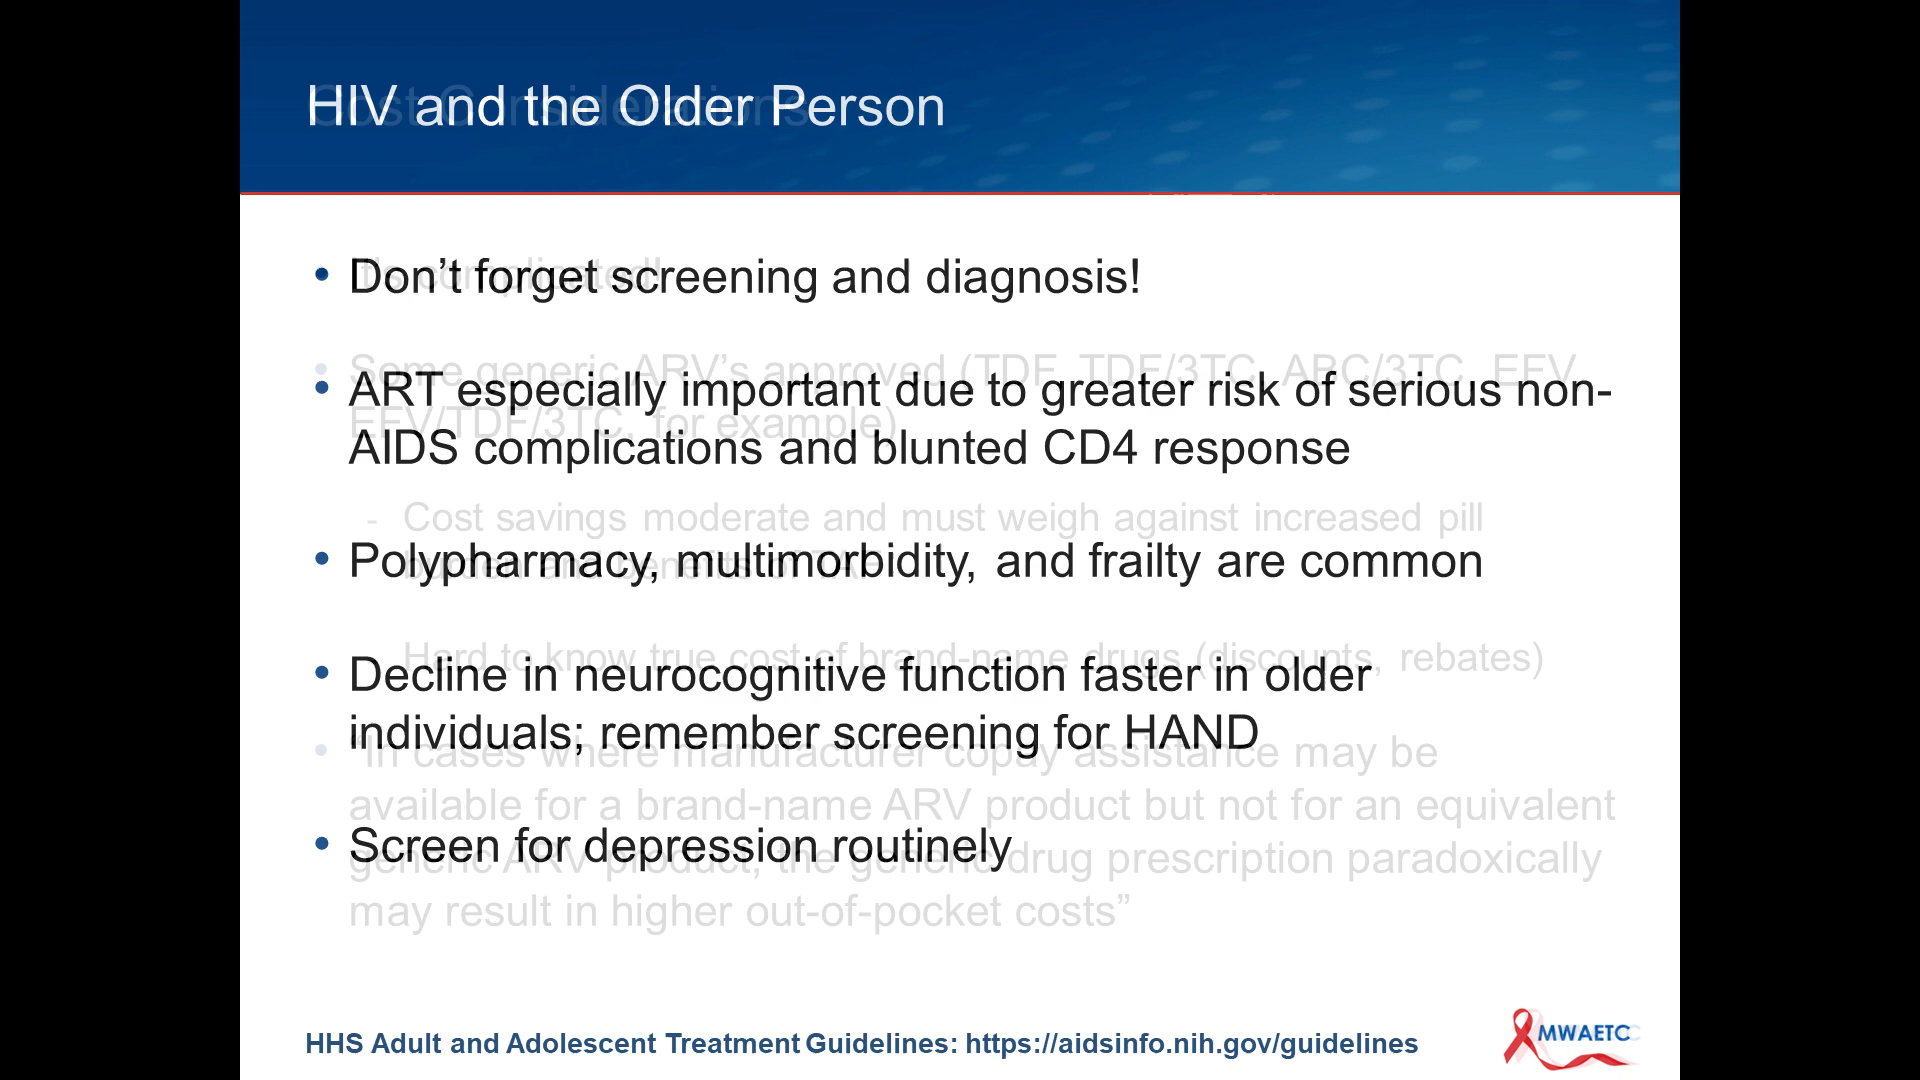 HIV and the Older Person
Cost Considerations
• Don’t forget screening and diagnosis!
• ART especially important due to greater risk of serious non-
AIDS complications and blunted CD4 response
• Polypharmacy, multimorbidity, and frailty are common
• Decline in neurocognitive function faster in older
individuals; remember screening for HAND
• Screen for depression routinely
It’s complicated!
• Some generic ARV’s approved (TDF, TDF/3TC, ABC/3TC, EFV,
EFV/TDF/3TC, for example)
- Cost savings moderate and must weigh against increased pill
burden and benefits of TAF
Hard to know true cost of brand-name drugs (discounts, rebates)
• “In cases where manufacturer copay assistance may be
available for a brand-name ARV product but not for an equivalent
generic ARV product, the generic drug prescription paradoxically
may result in higher out-of-pocket costs”
HHS Adult and Adolescent Treatment Guidelines: https://aidsinfo.nih.gov/guidelines
MWAETC